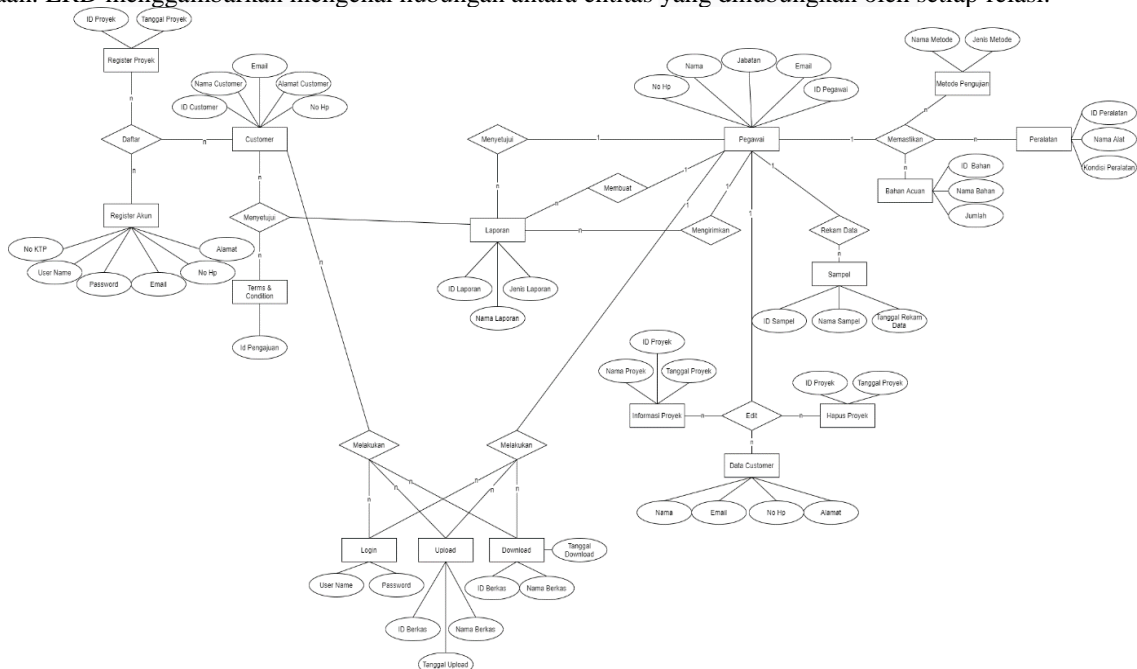 daan. ERD menggambarkan mengenai hubungan antara entitas yang dihubungkan oleh setiap relasi.
ID Proyek
Tanggal Proyek
Register Proyek
n
Daftar
n
n
Register Akun
No KTP
User Name
Password
Email
No Hp
Alamat
Email
Nama Customer
Alamat Customer
ID Customer
No Hp
Customer
n
Menyetujui
n
Terms &
Condition
Id Pengajuan
n
Menyetujui
1
n
Membuat
1
n
Laporan
n
Mengirimkan
1
ID Laporan
Jenis Laporan
Nama Laporan
No Hp
Nama
Jabatan
Email
ID Pegawai
Pegawai
1
Memastikan
n
Nama Metode
Jenis Metode
Metode Pengujian
n
Peralatan
ID Peralatan
Nama Alat
Kondisi Peralatan
n
Bahan Acuan
ID Bahan
Nama Bahan
Jumlah
1
Rekam Data
n
Sampel
ID Sampel
Nama Sampel
Tanggal Rekam
Data
1
ID Proyek
Nama Proyek
Tanggal Proyek
Informasi Proyek
n
Edit
n
Hapus Proyek
ID Proyek
Tanggal Proyek
n
Data Customer
Nama
Email
No Hp
Alamat
1
Melakukan
Melakukan
n
n
n
n
n
n
Login
Upload
Download
Tanggal
Download
User Name
Password
ID Berkas
Nama Berkas
ID Berkas
Nama Berkas
Tanggal Upload